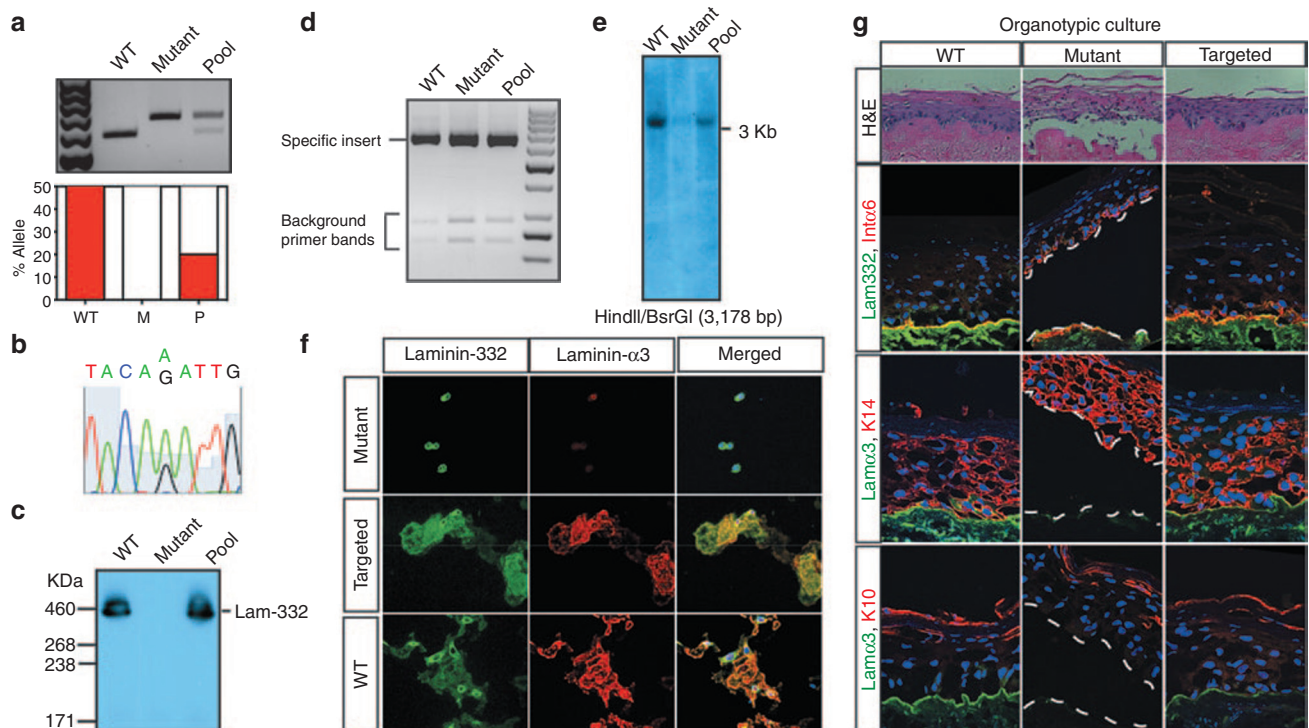 a
WT
Mutant
Pool
50
40
30
20
10
0
% Allele
WT M P
b
A
TACAGATTG
c
WT
Mutant
Pool
KDa
460
268
238
171
Lam-332
d
WT
Mutant
Pool
Specific insert
Background
primer bands
e
WT
Mutant
Pool
3 Kb
HindII/BsrGI (3,178 bp)
f
Laminin-332 Laminin-α3 Merged
Mutant
Targeted
WT
g
Organotypic culture
WT Mutant Targeted
H&E
Lam332, Intα6
Lamα3, K14
Lamα3, K10